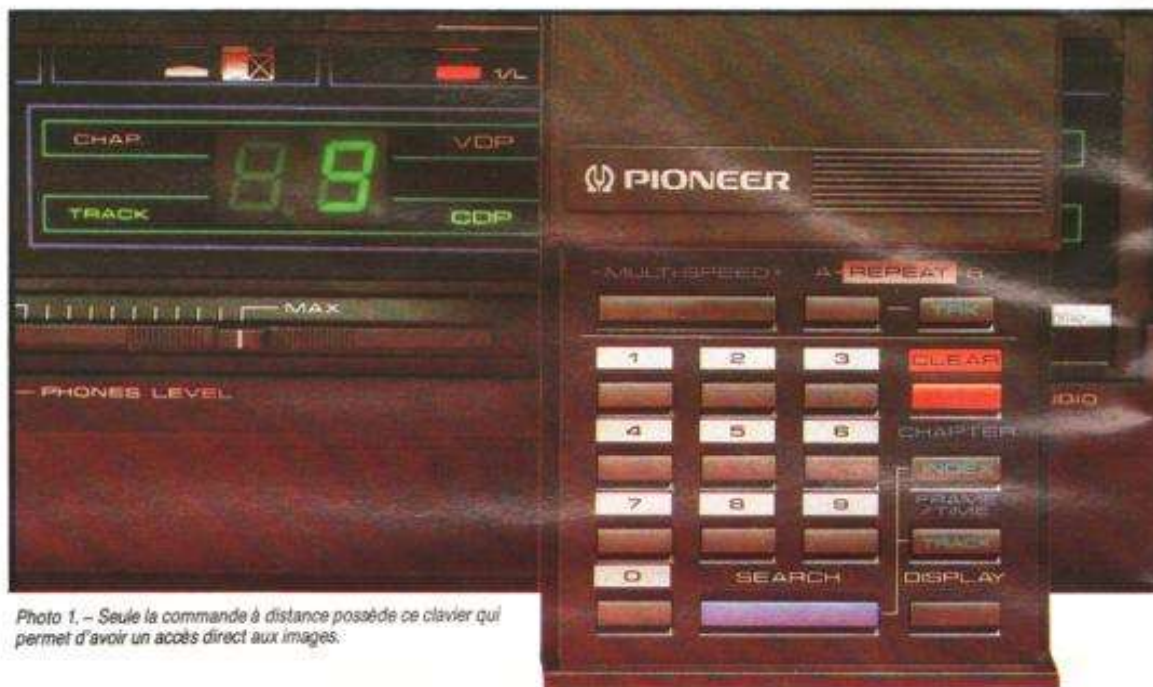 1/L
CHAP. VDP
TRACK CDP
9
MAX
PHONES LEVEL
PIONEER
MULTI-SPEED A REPEAT B
TRK
1 2 3 CLEAR
4 5 6 CHAPTER
INDEX
7 8 9 FRAME
/TIME
TRACK
0 SEARCH DISPLAY
Photo 1. – Seule la commande à distance possède ce clavier qui
permet d'avoir un accès direct aux images.